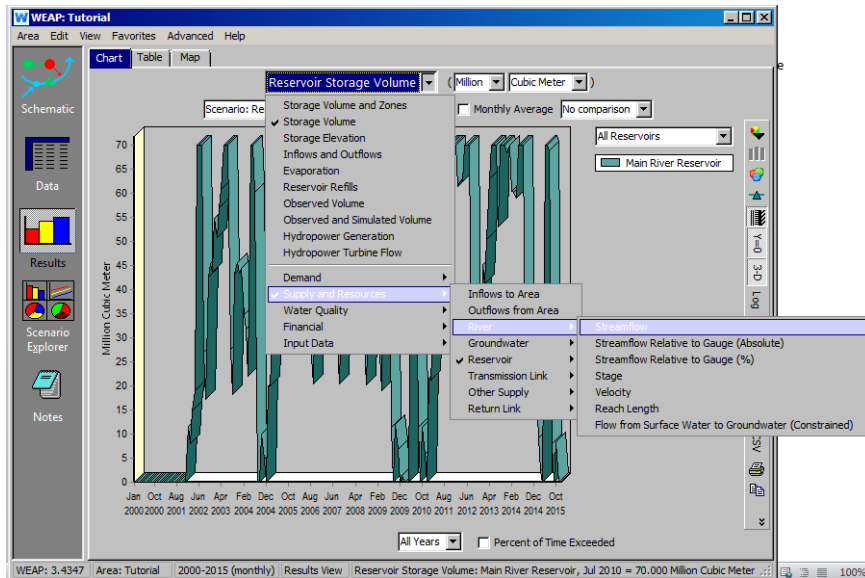 WEAP: Tutorial
Area Edit View Favorites Advanced Help
Chart Table Map
Reservoir Storage Volume ( Million Cubic Meter )
Scenario: Re Monthly Average No comparison
Schematic
Data
Results
Scenario
Explorer
Notes
Storage Volume and Zones
Storage Volume
Storage Elevation
Inflows and Outflows
Evaporation
Reservoir Refills
Observed Volume
Observed and Simulated Volume
Hydropower Generation
Hydropower Turbine Flow
Demand
Supply and Resources
Water Quality
Financial
Input Data
Inflows to Area
Outflows from Area
River
Groundwater
Reservoir
Transmission Link
Other Supply
Return Link
Streamflow
Streamflow Relative to Gauge (Absolute)
Streamflow Relative to Gauge (%)
Stage
Velocity
Reach Length
Flow from Surface Water to Groundwater (Constrained)
All Reservoirs
Main River Reservoir
Y=0
3-D
Log
CSV
e
Million Cubic Meter
70
65
60
55
50
45
40
35
30
25
20
15
10
5
0
Jan Oct Aug Jun Apr Feb Dec Oct Aug Jun Apr Feb Dec Oct Aug Jun Apr Feb Dec Oct
2000 2000 2001 2002 2003 2004 2004 2005 2006 2007 2008 2009 2009 2010 2011 2012 2013 2014 2014 2015
All Years Percent of Time Exceeded
WEAP: 3.4347 Area: Tutorial 2000-2015 (monthly) Results View Reservoir Storage Volume: Main River Reservoir, Jul 2010 = 70.000 Million Cubic Meter
100%